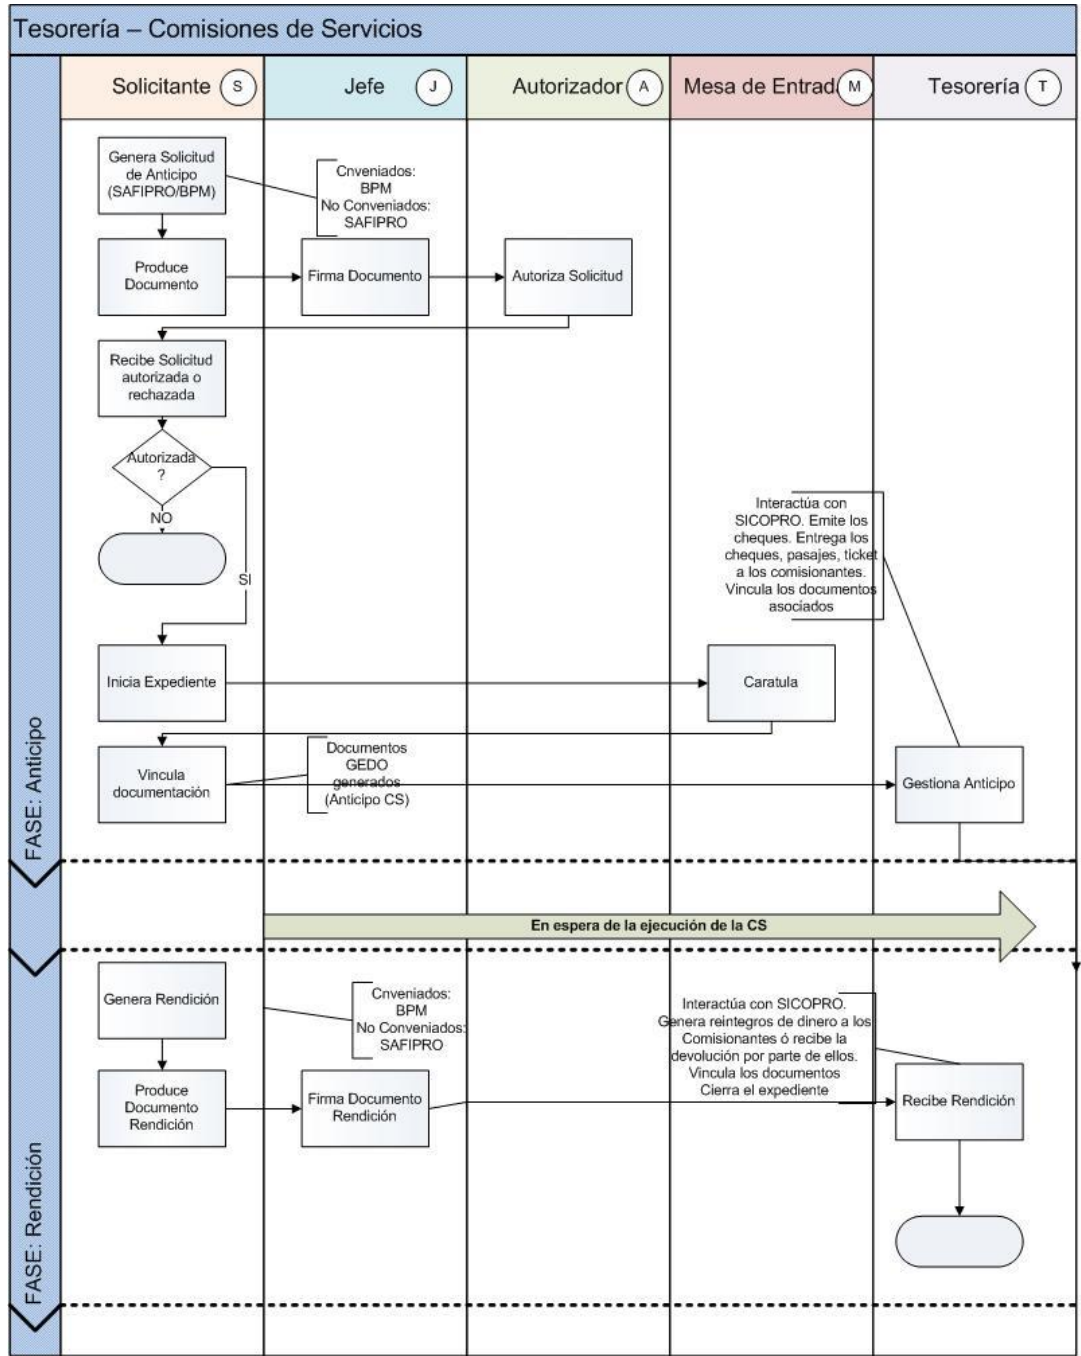 Tesorería – Comisiones de Servicios
Solicitante
S
Jefe
J
Autorizador
A
Mesa de Entrada
M
Tesorería
T
FASE: Anticipo
Genera Solicitud
de Anticipo
(SAFIPRO/BPM)
Cnveniados:
BPM
No Conveniados:
SAFIPRO
Produce
Documento
Firma Documento
Autoriza Solicitud
Recibe Solicitud
autorizada o
rechazada
Autorizada
?
NO
SI
Interactúa con
SICOPRO. Emite los
cheques. Entrega los
cheques, pasajes, ticket
a los comisionantes.
Vincula los documentos
asociados
Inicia Expediente
Caratula
Vincula
documentación
Documentos
GEDO
generados
(Anticipo CS)
Gestiona Anticipo
En espera de la ejecución de la CS
FASE: Rendición
Genera Rendición
Cnveniados:
BPM
No Conveniados:
SAFIPRO
Interactúa con SICOPRO.
Genera reintegros de dinero a los
Comisionantes ó recibe la
devolución por parte de ellos.
Vincula los documentos
Cierra el expediente
Produce
Documento
Rendición
Firma Documento
Rendición
Recibe Rendición